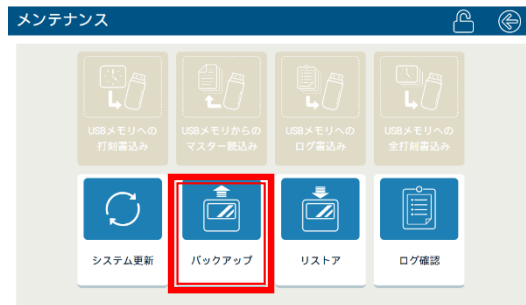 メンテナンス
USBメモリへの
打刻書込み
USBメモリからの
マスター読込み
USBメモリへの
ログ書込み
USBメモリへの
全打刻書込み
システム更新
バックアップ
リストア
ログ確認